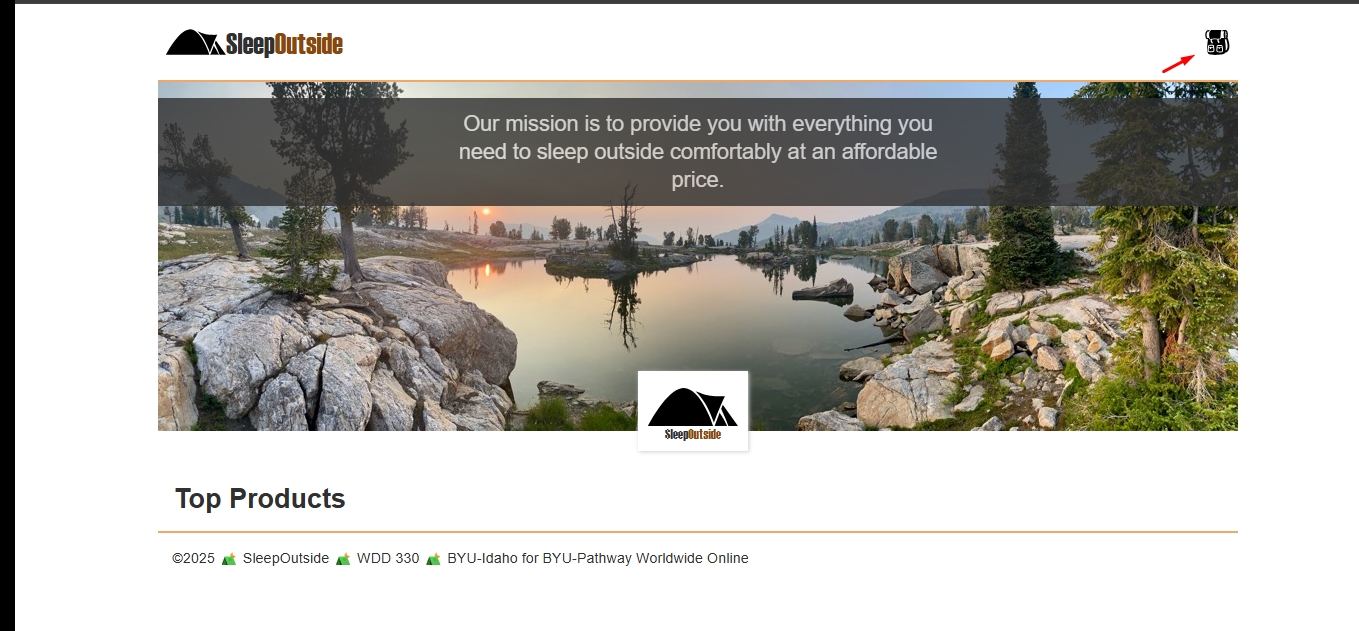 SleepOutside
Our mission is to provide you with everything you
need to sleep outside comfortably at an affordable
price.
SleepOutside
Top Products
©2025 SleepOutside WDD 330 BYU-Idaho for BYU-Pathway Worldwide Online